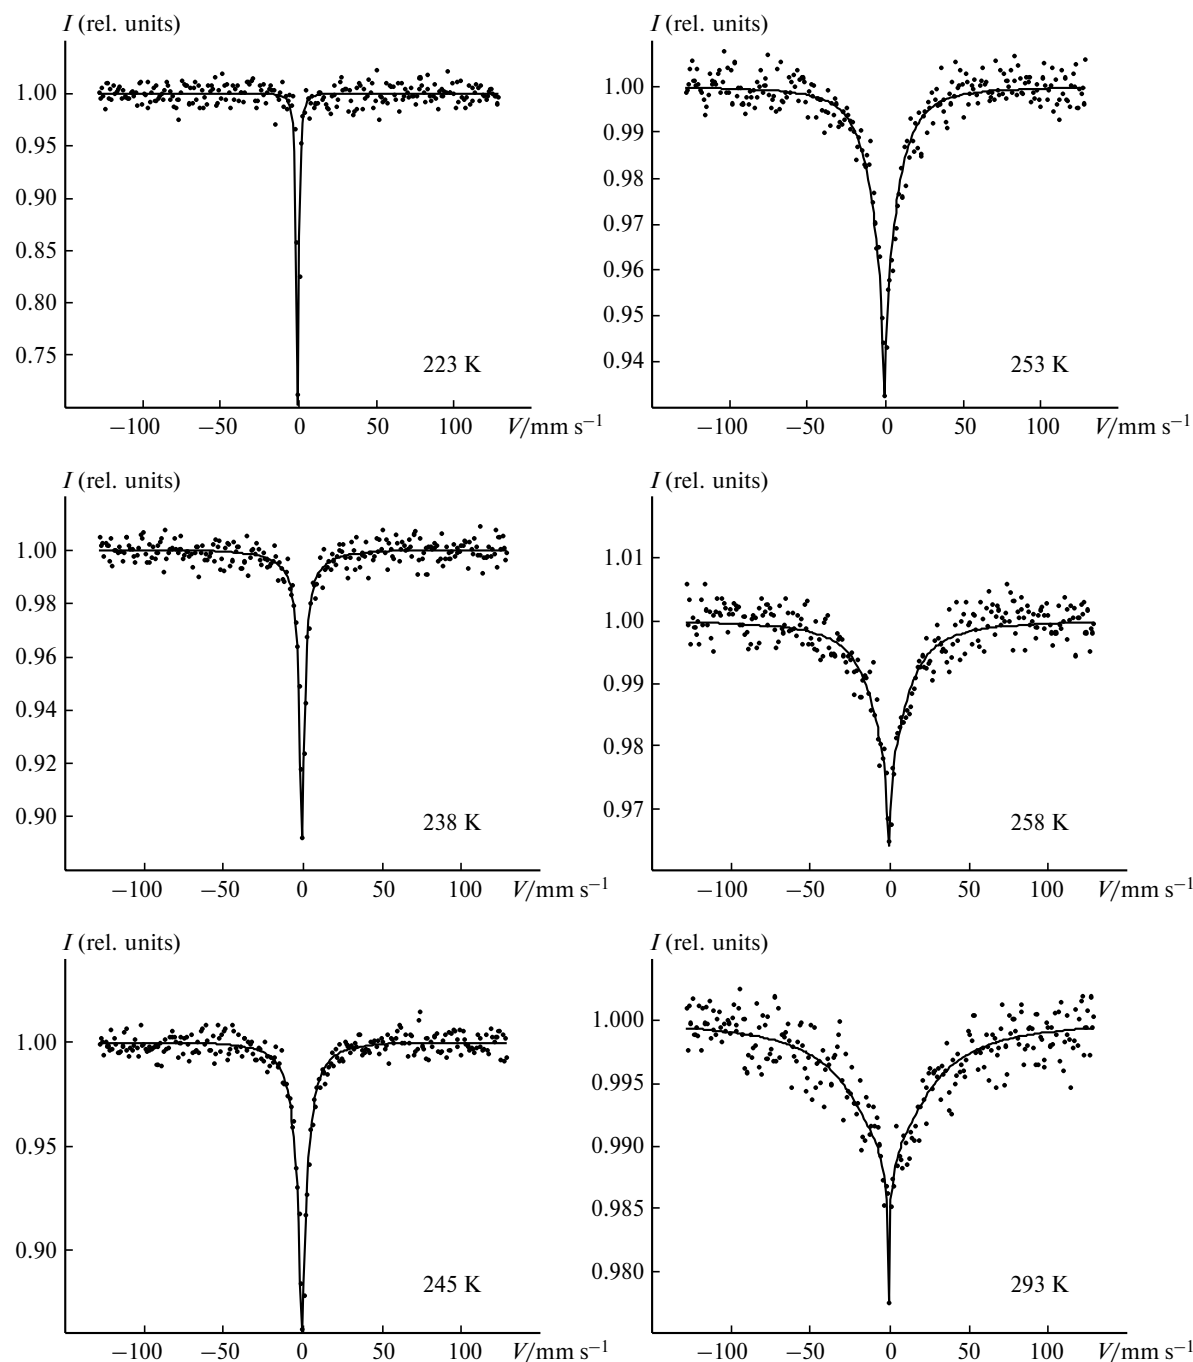 I (rel. units)
1.00
0.95
0.90
0.85
0.80
0.75
223 K
−100 −50 0 50 100 V/mm s⁻¹
I (rel. units)
1.00
0.99
0.98
0.97
0.96
0.95
0.94
253 K
−100 −50 0 50 100 V/mm s⁻¹
I (rel. units)
1.00
0.98
0.96
0.94
0.92
0.90
238 K
−100 −50 0 50 100 V/mm s⁻¹
I (rel. units)
1.01
1.00
0.99
0.98
0.97
258 K
−100 −50 0 50 100 V/mm s⁻¹
I (rel. units)
1.00
0.95
0.90
245 K
−100 −50 0 50 100 V/mm s⁻¹
I (rel. units)
1.000
0.995
0.990
0.985
0.980
293 K
−100 −50 0 50 100 V/mm s⁻¹